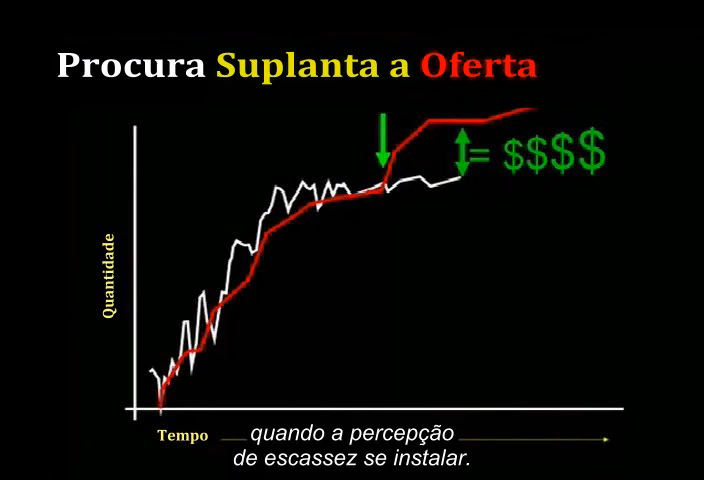 Procura Suplanta a Oferta
= $$$$
Quantidade
Tempo
quando a percepção
de escassez se instalar.